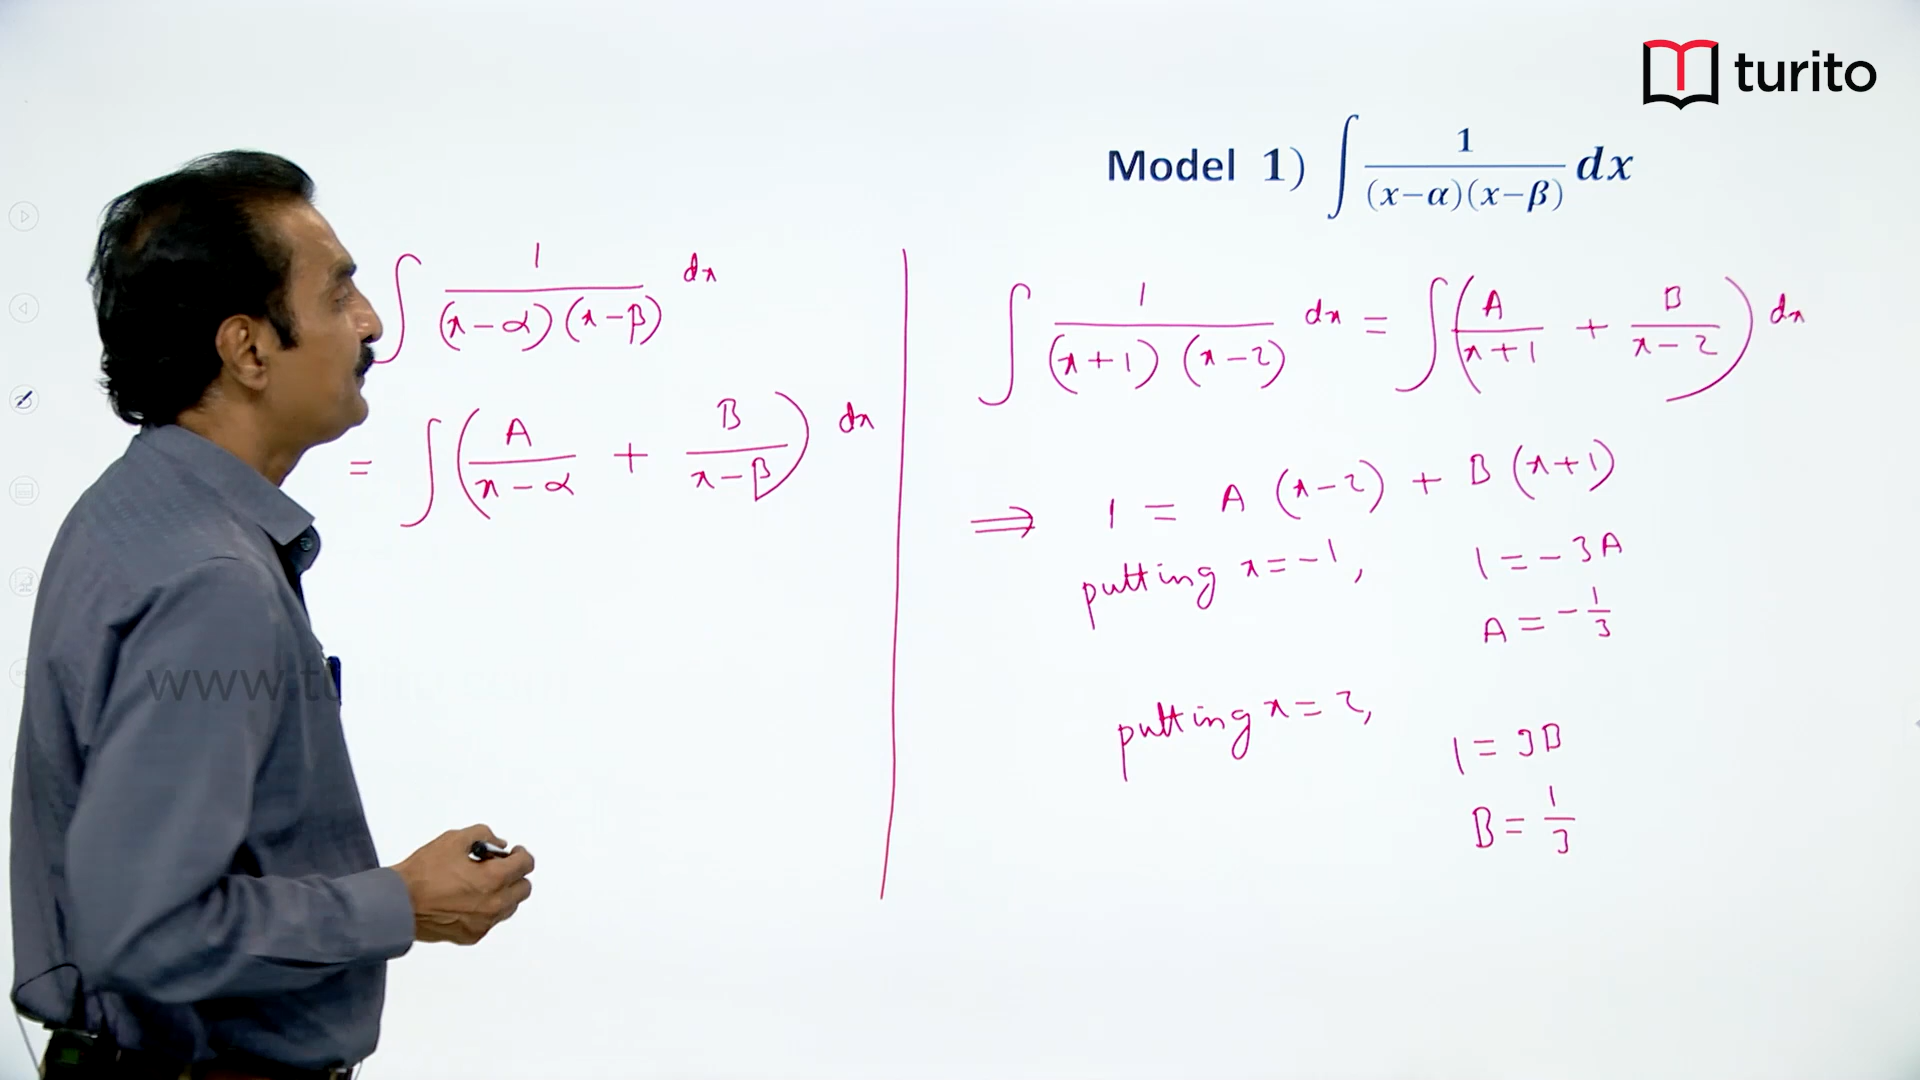 turito
Model 1) ∫ 1/((x−α)(x−β)) dx
∫ 1/((x−α)(x−β)) dx
= ∫ (A/(x−α) + B/(x−β)) dx
∫ 1/((x+1)(x−2)) dx = ∫ (A/(x+1) + B/(x−2)) dx
⟹ 1 = A (x−2) + B (x+1)
putting x=−1, 1=−3A
A=−1/3
putting x=2,
1=3B
B=1/3